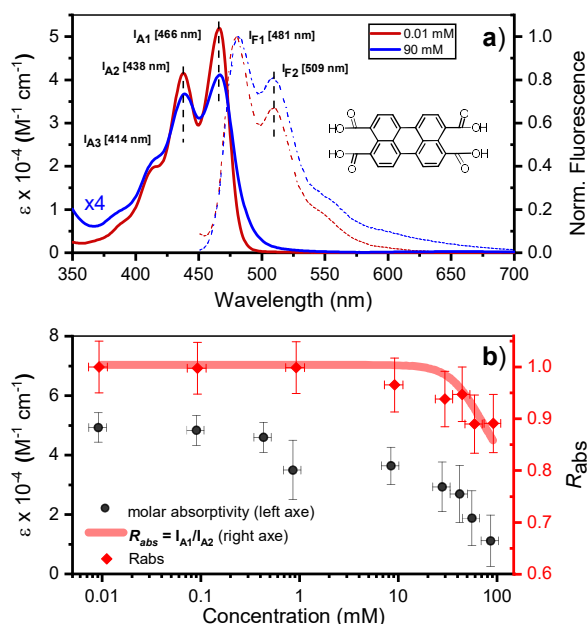 a)
I_A1 [466 nm]
I_A2 [438 nm]
I_A3 [414 nm]
I_F1 [481 nm]
I_F2 [509 nm]
0.01 mM
90 mM
x4
C
O
OH
HO
C
O
OH
HO
O
O
ε x 10⁻⁴ (M⁻¹ cm⁻¹)
0
1
2
3
4
5
Norm. Fluorescence
0.0
0.2
0.4
0.6
0.8
1.0
350 400 450 500 550 600 650 700
Wavelength (nm)
b)
ε x 10⁻⁴ (M⁻¹ cm⁻¹)
0
2
4
6
8
molar absorptivity (left axe)
R_abs = I_A1/I_A2 (right axe)
Rabs
R_abs
0.6
0.7
0.8
0.9
1.0
0.01 0.1 1 10 100
Concentration (mM)